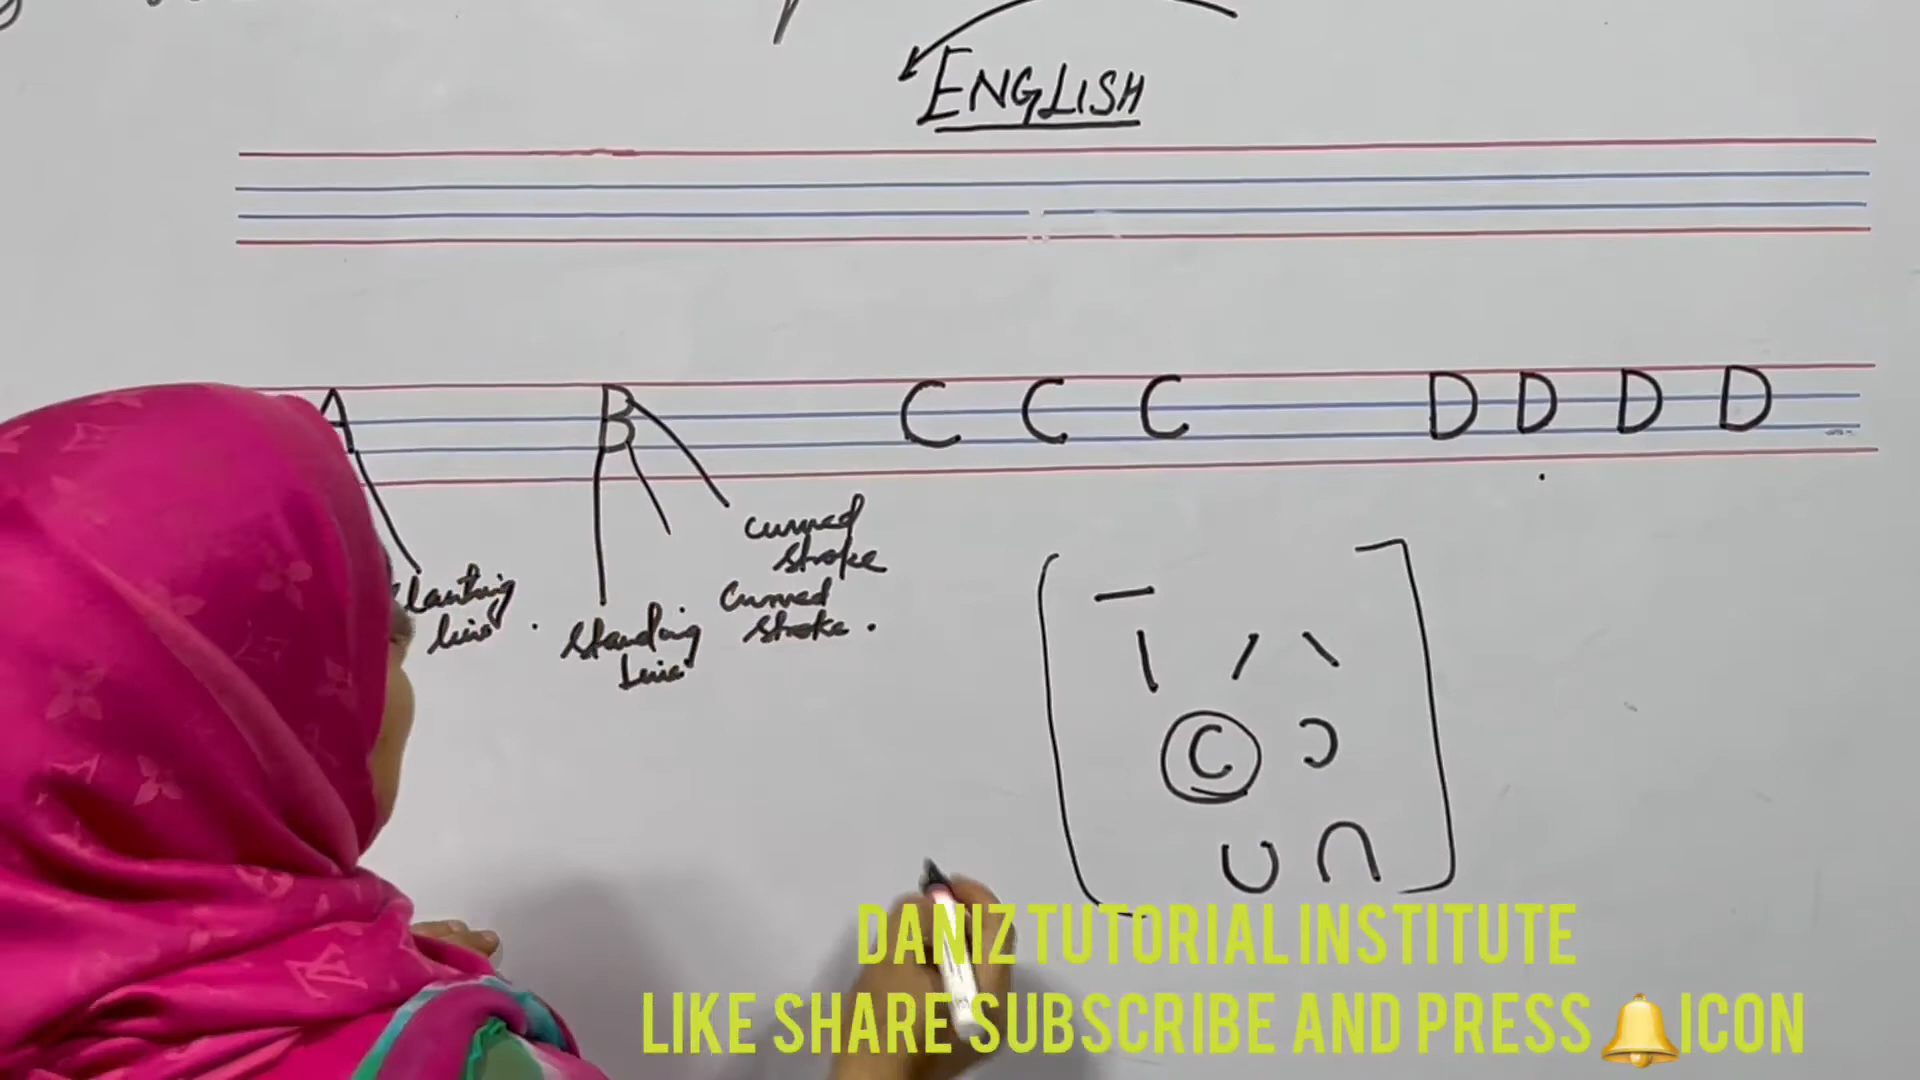 ENGLISH
A B C C C D D D D
curved
stroke
curved
stroke.
slanting
line.
Standing
Line
C
DANIZ TUTORIAL INSTITUTE
LIKE SHARE SUBSCRIBE AND PRESS 🔔ICON